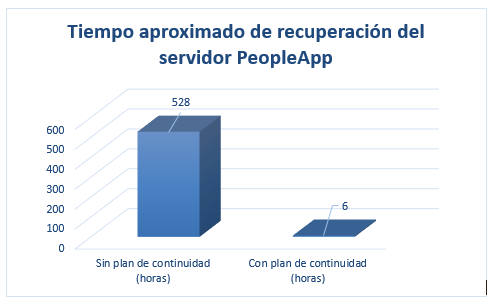 Tiempo aproximado de recuperación del
servidor PeopleApp
528
600
500
400
300
200
100
0
6
Sin plan de continuidad
(horas)
Con plan de continuidad
(horas)